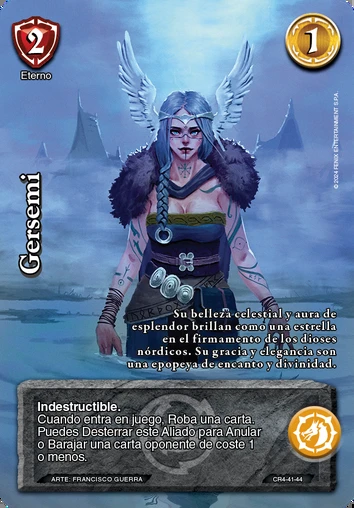 2
Eterno
1
© 2024 FENIX ENTERTAINMENT S.P.A.
Gersemi
Su belleza celestial y aura de
esplendor brillan como una estrella
en el firmamento de los dioses
nórdicos. Su gracia y elegancia son
una epopeya de encanto y divinidad.
Indestructible.
Cuando entra en juego, Roba una carta.
Puedes Desterrar este Aliado para Anular
o Barajar una carta oponente de coste 1
o menos.
ARTE: FRANCISCO GUERRA
CR4-41-44